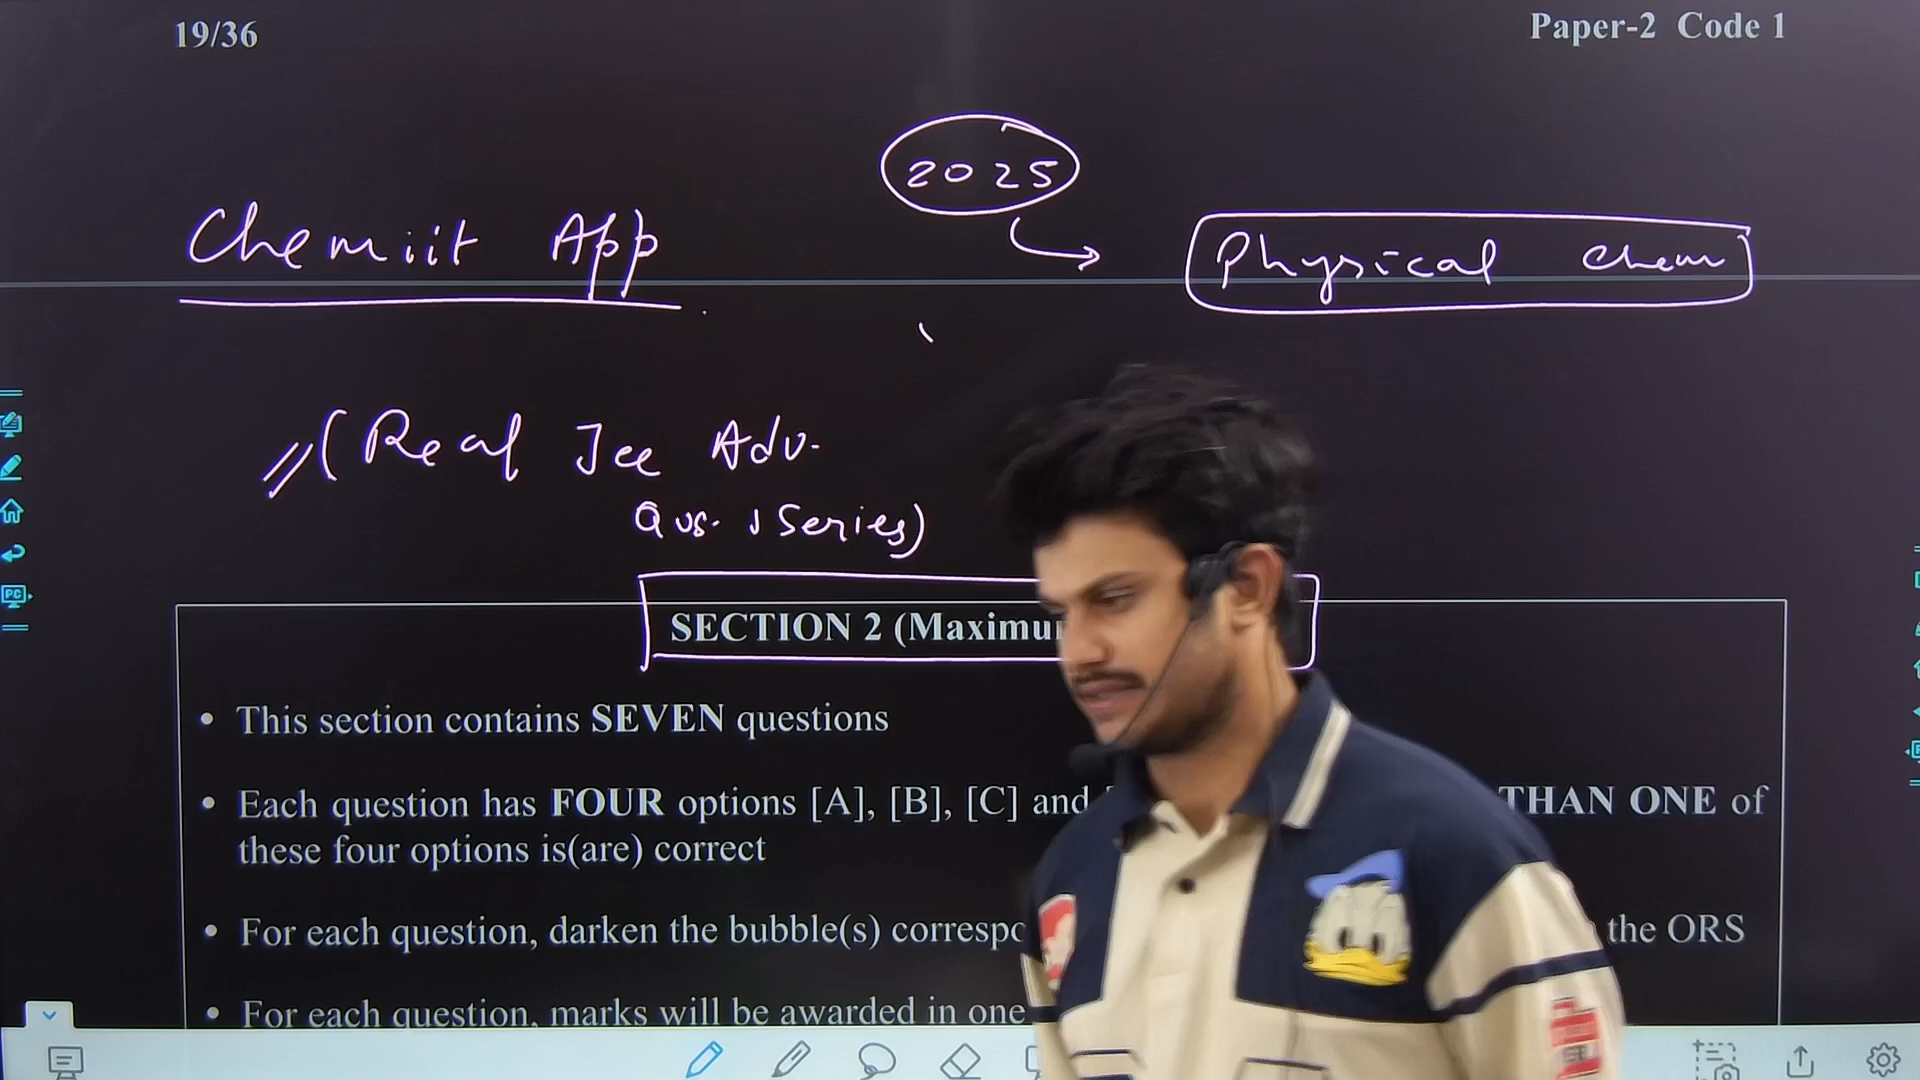 19/36
Paper-2 Code 1
2025
Chemiit App
Physical Chem
(Real Jee Adv.
Qus. Series)
SECTION 2 (Maximu
• This section contains SEVEN questions
• Each question has FOUR options [A], [B], [C] and THAN ONE of
these four options is(are) correct
• For each question, darken the bubble(s) correspo the ORS
• For each question, marks will be awarded in one
PC